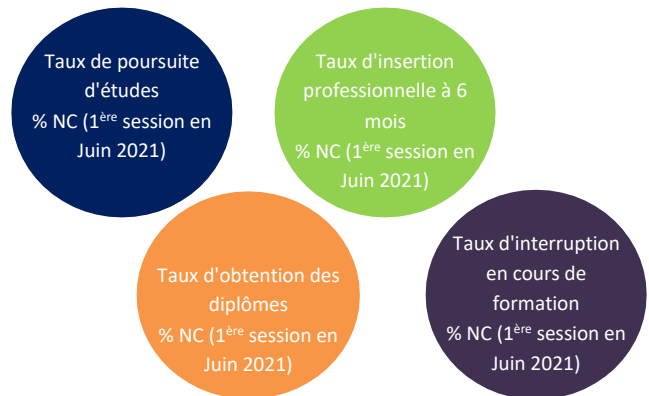 Taux de poursuite
d'études
% NC (1ère session en
Juin 2021)
Taux d'insertion
professionnelle à 6
mois
% NC (1ère session en
Juin 2021)
Taux d'obtention des
diplômes
% NC (1ère session en
Juin 2021)
Taux d'interruption
en cours de
formation
% NC (1ère session en
Juin 2021)